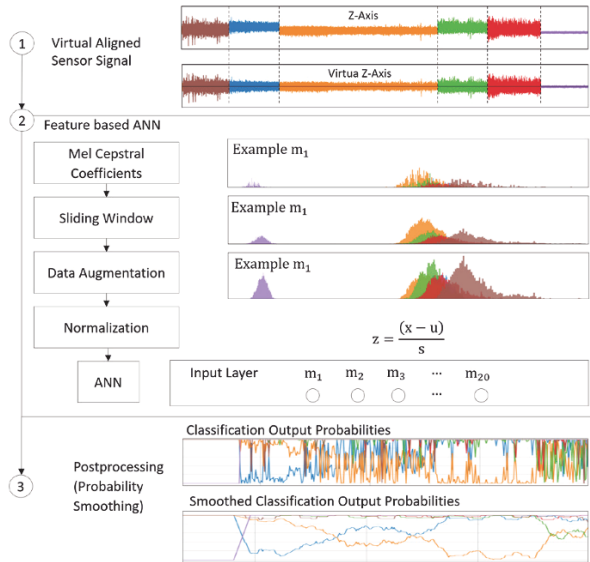 1
Virtual Aligned
Sensor Signal
Z-Axis
Virtua Z-Axis
2
Feature based ANN
Mel Cepstral
Coefficients
Sliding Window
Data Augmentation
Normalization
ANN
Example m₁
Example m₁
Example m₁
z = (x − u) / s
Input Layer
m₁ m₂ m₃ ··· m₂₀
···
3
Postprocessing
(Probability
Smoothing)
Classification Output Probabilities
Smoothed Classification Output Probabilities